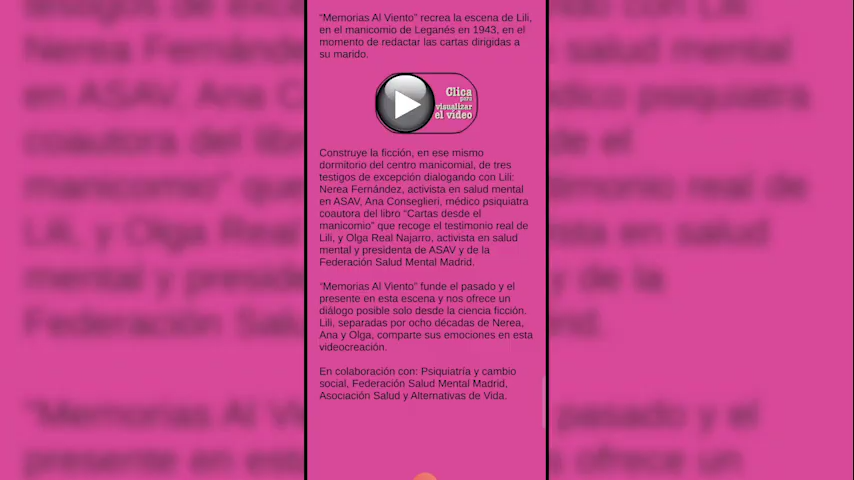 “Memorias Al Viento” recrea la escena de Lili,
en el manicomio de Leganés en 1943, en el
momento de redactar las cartas dirigidas a
su marido.
Clica
para
visualizar
el video
Construye la ficción, en ese mismo
dormitorio del centro manicomial, de tres
testigos de excepción dialogando con Lili:
Nerea Fernández, activista en salud mental
en ASAV, Ana Conseglieri, médico psiquiatra
coautora del libro “Cartas desde el
manicomio” que recoge el testimonio real de
Lili, y Olga Real Najarro, activista en salud
mental y presidenta de ASAV y de la
Federación Salud Mental Madrid.
“Memorias Al Viento” funde el pasado y el
presente en esta escena y nos ofrece un
diálogo posible solo desde la ciencia ficción.
Lili, separadas por ocho décadas de Nerea,
Ana y Olga, comparte sus emociones en esta
videocreación.
En colaboración con: Psiquiatría y cambio
social, Federación Salud Mental Madrid,
Asociación Salud y Alternativas de Vida.